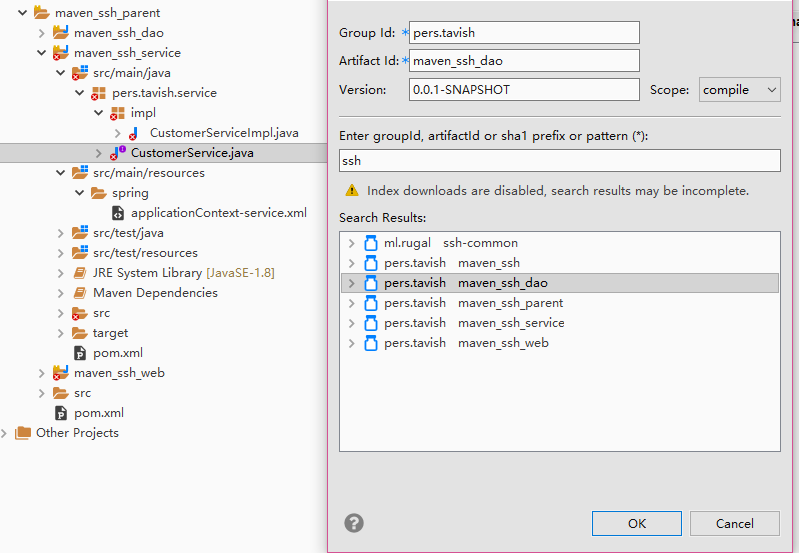 maven_ssh_parent
maven_ssh_dao
maven_ssh_service
src/main/java
pers.tavish.service
impl
CustomerServiceImpl.java
CustomerService.java
src/main/resources
spring
applicationContext-service.xml
src/test/java
src/test/resources
JRE System Library [JavaSE-1.8]
Maven Dependencies
src
target
pom.xml
maven_ssh_web
src
pom.xml
Other Projects
Group Id: * pers.tavish
Artifact Id: * maven_ssh_dao
Version: 0.0.1-SNAPSHOT Scope: compile
Enter groupId, artifactId or sha1 prefix or pattern (*):
ssh
Index downloads are disabled, search results may be incomplete.
Search Results:
ml.rugal ssh-common
pers.tavish maven_ssh
pers.tavish maven_ssh_dao
pers.tavish maven_ssh_parent
pers.tavish maven_ssh_service
pers.tavish maven_ssh_web
? OK Cancel